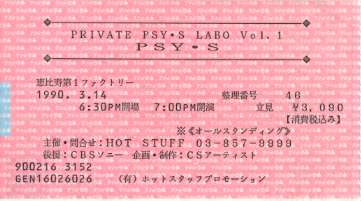 PRIVATE PSY・S LABO Vol.1
PSY・S
恵比寿第1ファクトリー
1990. 3.14 整理番号 48
6:30PM開場 7:00PM開演 立見 ¥3,090
【消費税込み】
※≪オールスタンディング≫
主催・問合せ:HOT STUFF 03-857-9999
後援:CBSソニー 企画・制作:CSアーティスト
900216 3152
GEN16026026 (有)ホットスタッフプロモーション